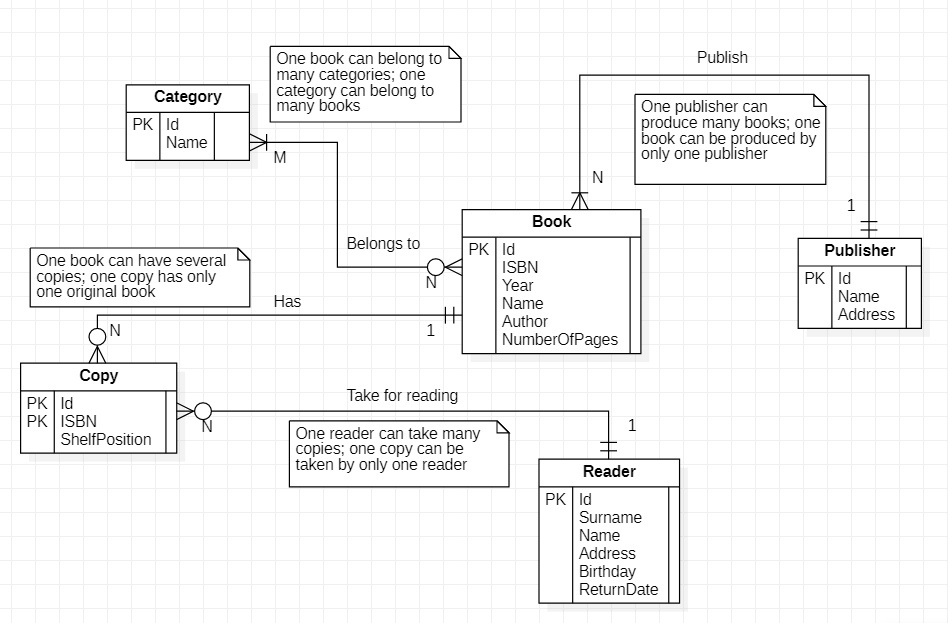 One book can belong to
many categories; one
category can belong to
many books
Publish
Category
PK Id
Name
M
One publisher can
produce many books; one
book can be produced by
only one publisher
N
1
Book
PK Id
ISBN
Year
Name
Author
NumberOfPages
Belongs to
N
Publisher
PK Id
Name
Address
One book can have several
copies; one copy has only
one original book
Has
N
1
Copy
PK Id
PK ISBN
ShelfPosition
N
Take for reading
1
One reader can take many
copies; one copy can be
taken by only one reader
Reader
PK Id
Surname
Name
Address
Birthday
ReturnDate